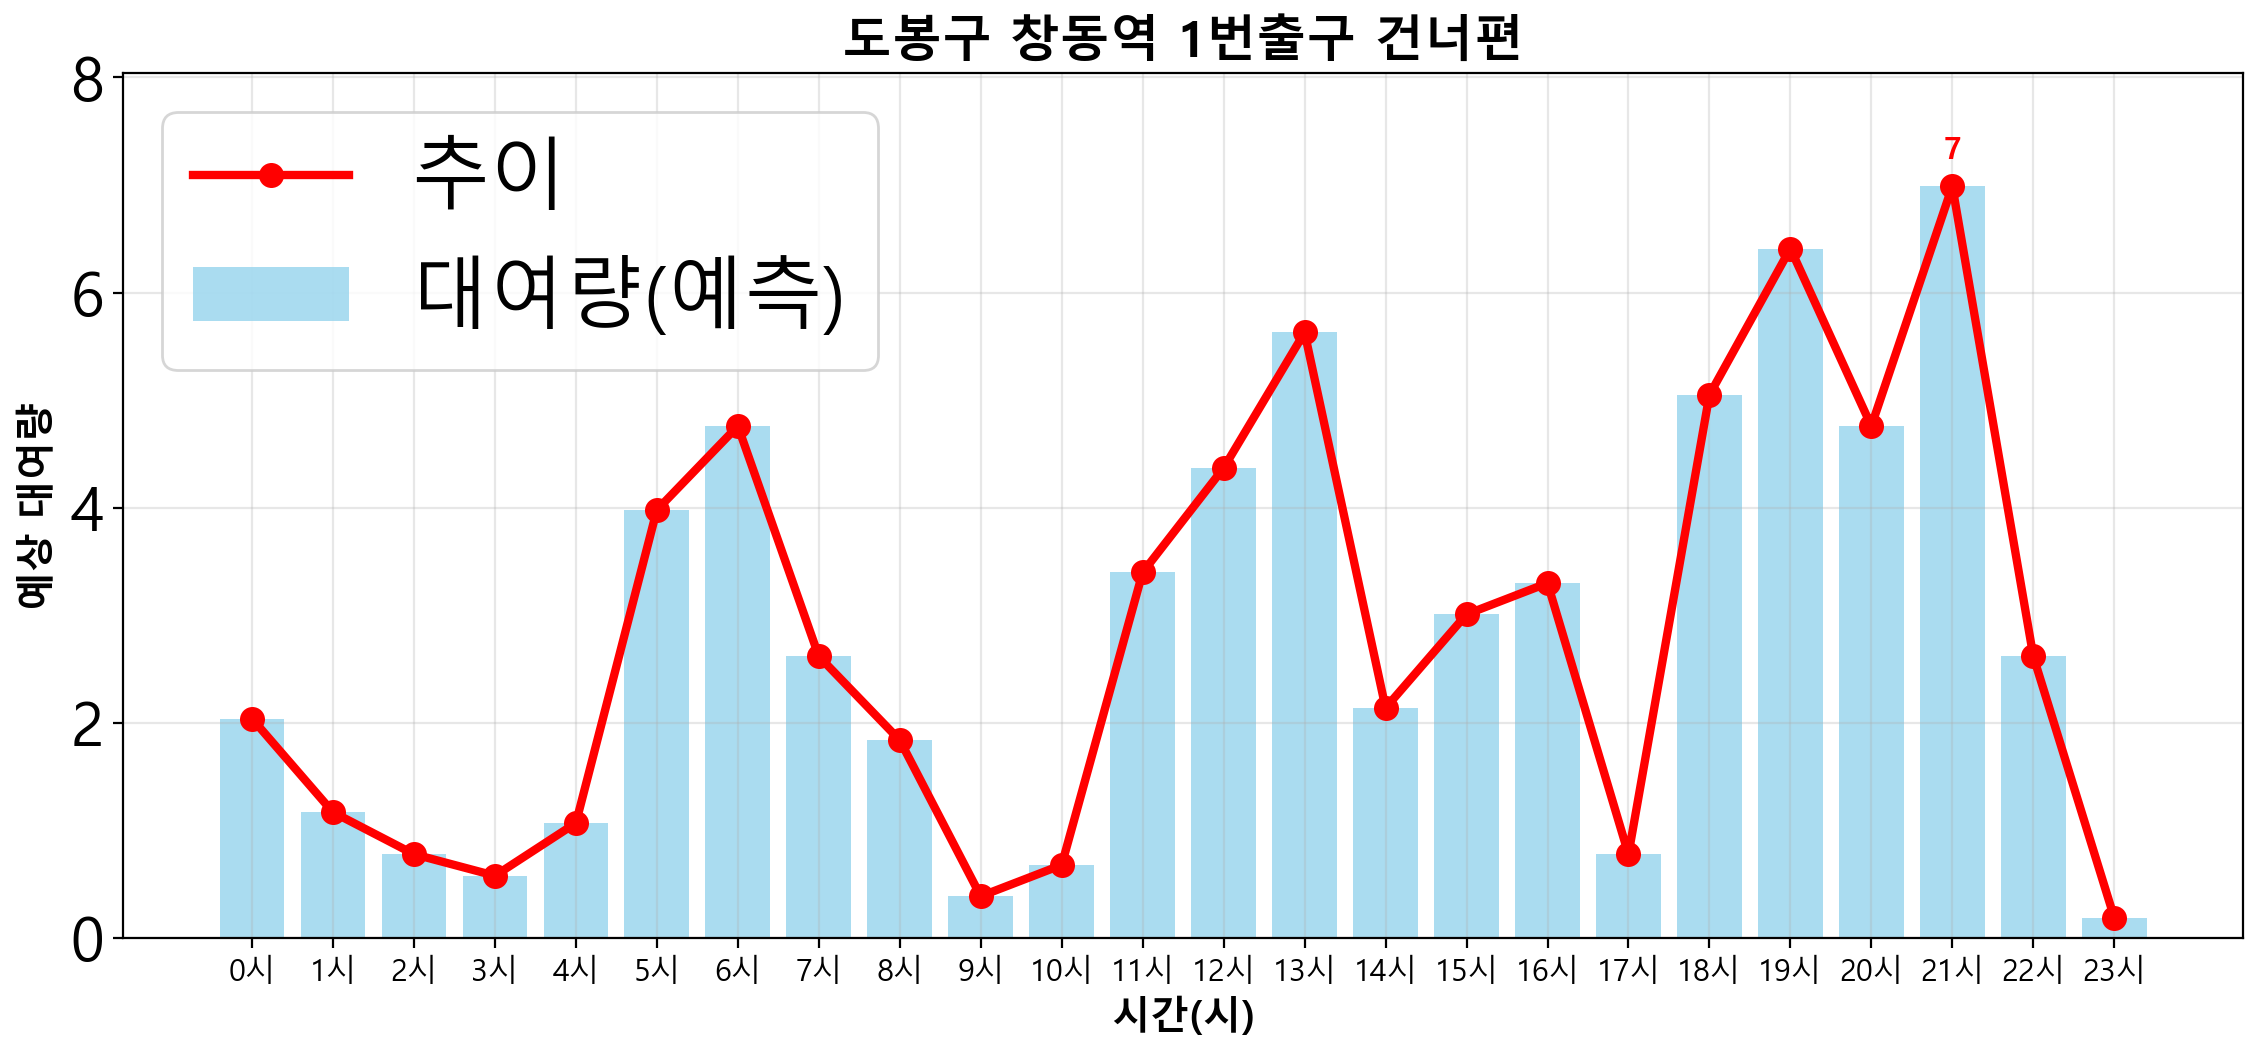 도봉구 창동역 1번출구 건너편
8
6
4
2
0
예상 대여량
추이
대여량(예측)
7
0시 1시 2시 3시 4시 5시 6시 7시 8시 9시 10시 11시 12시 13시 14시 15시 16시 17시 18시 19시 20시 21시 22시 23시
시간(시)